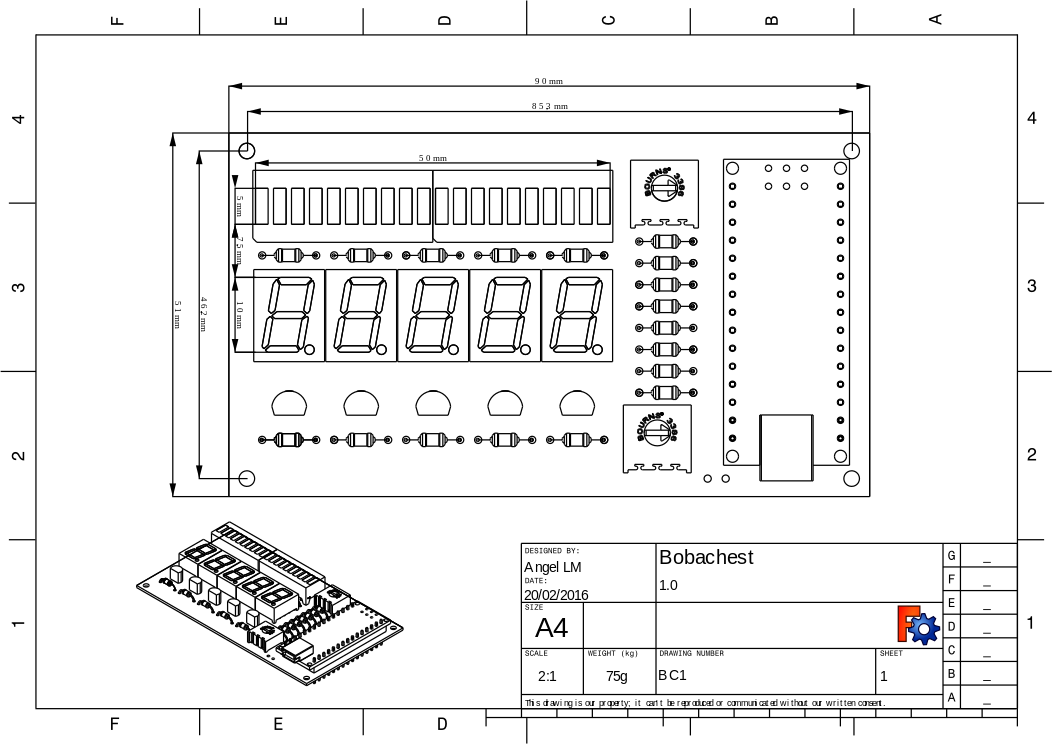 F E D C B A
90 mm
85,3 mm
4 4
50 mm
BOURNS® 3386
5 mm
7,5 mm
3 3
51 mm
46,2 mm
10 mm
BOURNS® 3386
2 2
DESIGNED BY:
Angel LM
DATE:
20/02/2016
Bobachest
1.0
G _
F _
E _
SIZE
A4
D _
C _
B _
A _
SCALE
2:1
WEIGHT (kg)
75g
DRAWING NUMBER
BC1
SHEET
1
This drawing is our property; it can't be reproduced or communicated without our written consent.
1 1
F E D